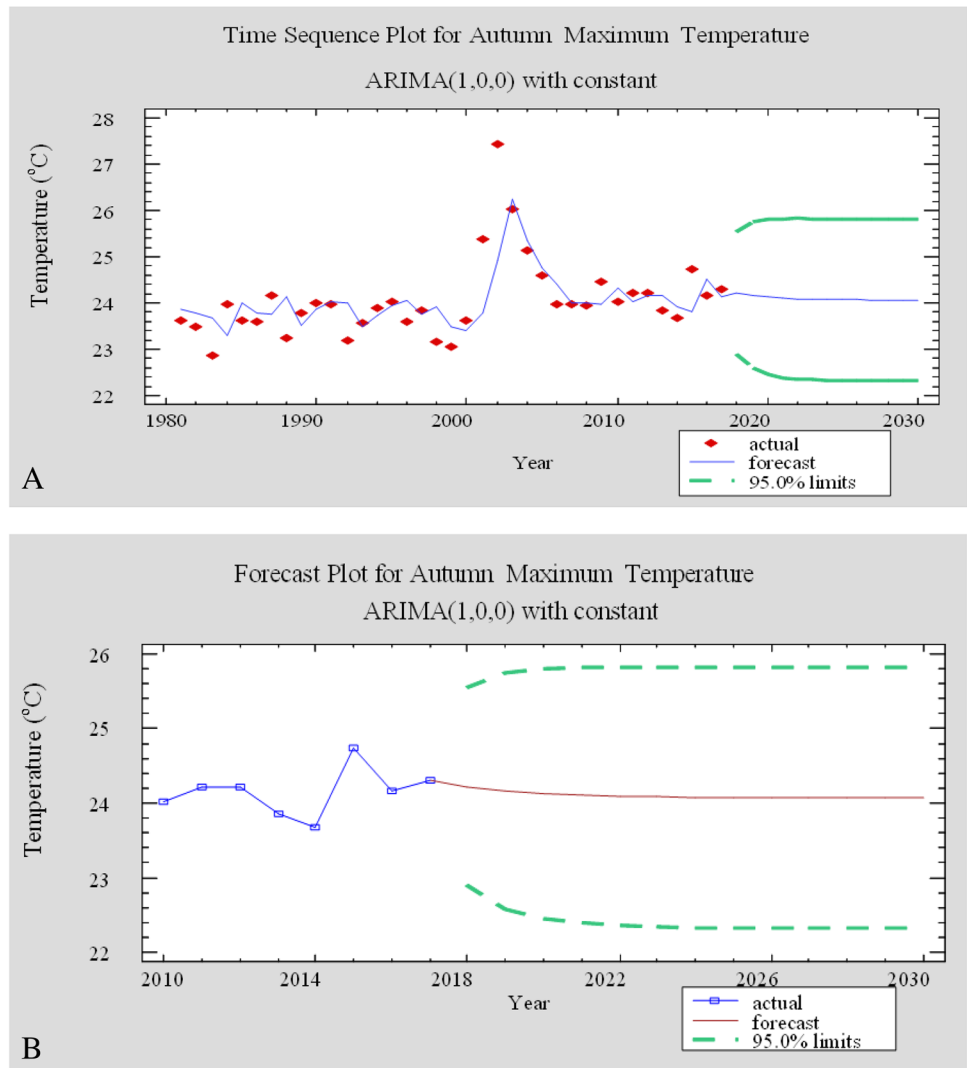 Time Sequence Plot for Autumn Maximum Temperature
ARIMA(1,0,0) with constant
Temperature (°C)
28
27
26
25
24
23
22
1980 1990 2000 2010 2020 2030
Year
actual
forecast
95.0% limits
A
Forecast Plot for Autumn Maximum Temperature
ARIMA(1,0,0) with constant
Temperature (°C)
26
25
24
23
22
2010 2014 2018 2022 2026 2030
Year
actual
forecast
95.0% limits
B